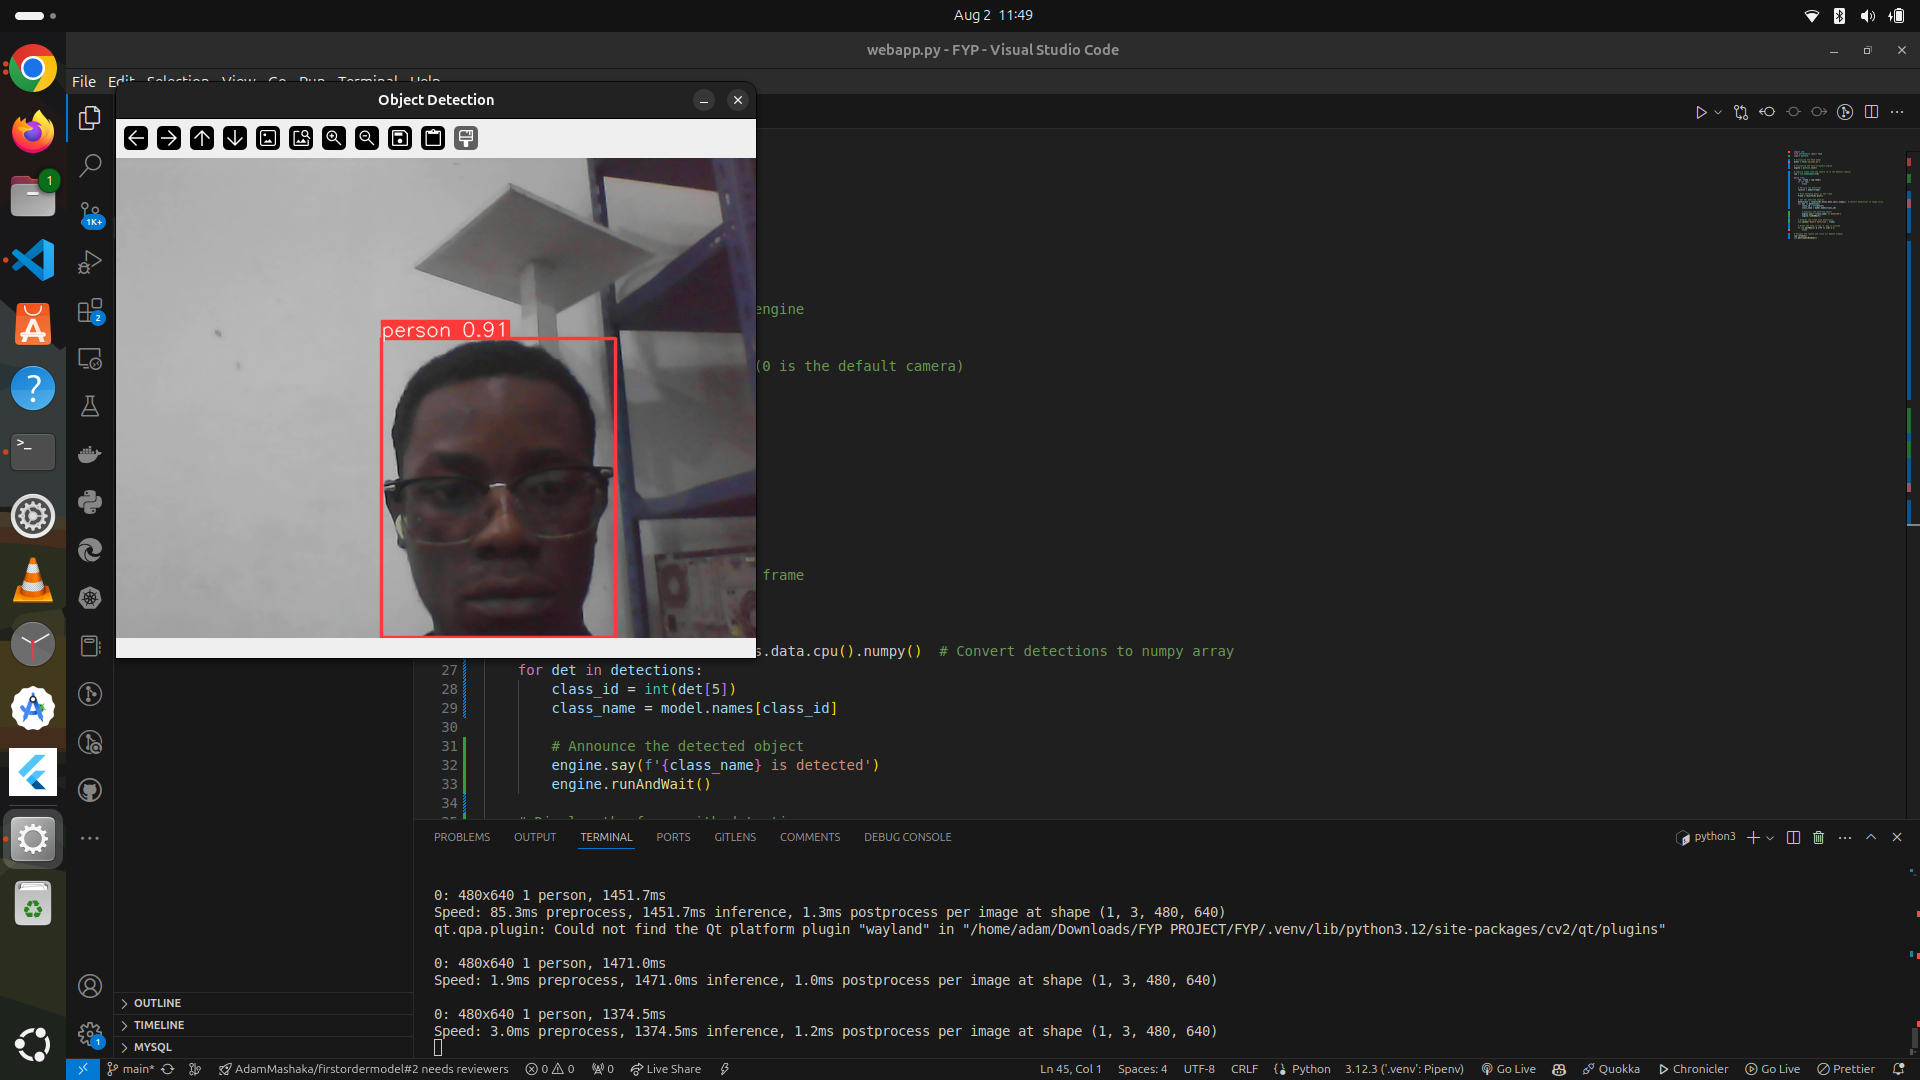 Aug 2 11:49
webapp.py - FYP - Visual Studio Code
File Edit Selection View Go Run Terminal Help
Object Detection
1
1K+
2
person 0.91
engine
(0 is the default camera)
frame
s.data.cpu().numpy() # Convert detections to numpy array
27 for det in detections:
28 class_id = int(det[5])
29 class_name = model.names[class_id]
30
31 # Announce the detected object
32 engine.say(f'{class_name} is detected')
33 engine.runAndWait()
34
PROBLEMS OUTPUT TERMINAL PORTS GITLENS COMMENTS DEBUG CONSOLE
python3
0: 480x640 1 person, 1451.7ms
Speed: 85.3ms preprocess, 1451.7ms inference, 1.3ms postprocess per image at shape (1, 3, 480, 640)
qt.qpa.plugin: Could not find the Qt platform plugin "wayland" in "/home/adam/Downloads/FYP PROJECT/FYP/.venv/lib/python3.12/site-packages/cv2/qt/plugins"
0: 480x640 1 person, 1471.0ms
Speed: 1.9ms preprocess, 1471.0ms inference, 1.0ms postprocess per image at shape (1, 3, 480, 640)
0: 480x640 1 person, 1374.5ms
Speed: 3.0ms preprocess, 1374.5ms inference, 1.2ms postprocess per image at shape (1, 3, 480, 640)
OUTLINE
TIMELINE
MYSQL
1
main* AdamMashaka/firstordermodel#2 needs reviewers 0 0 0 Live Share
Ln 45, Col 1 Spaces: 4 UTF-8 CRLF Python 3.12.3 ('.venv': Pipenv) Go Live Quokka Chronicler Go Live Prettier